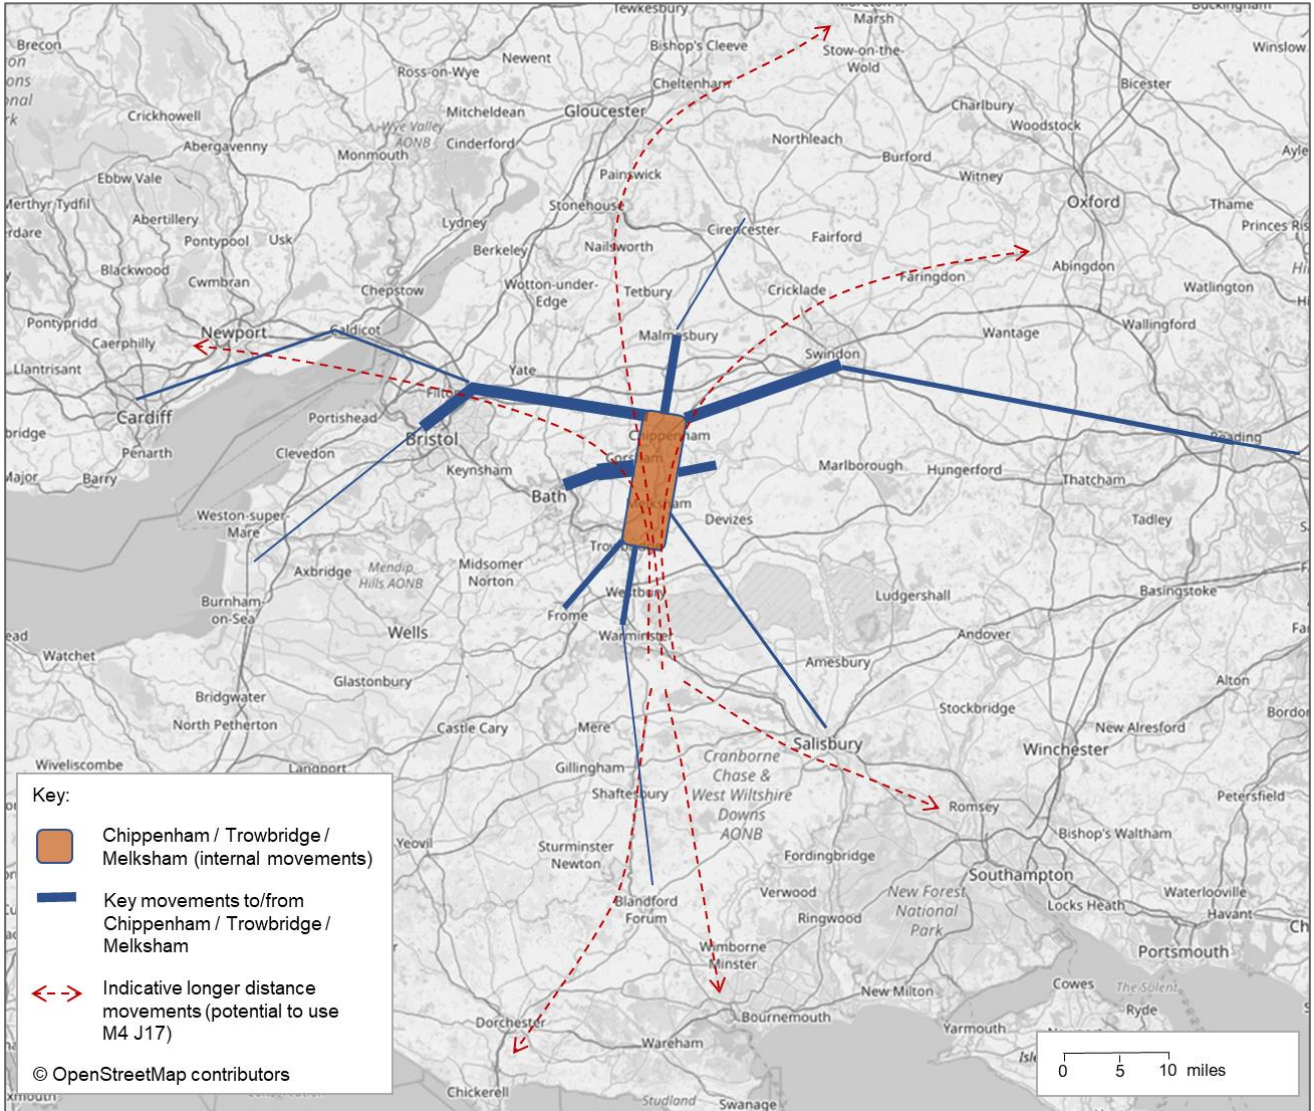 Tewkesbury
Marsh
Buckingham
Brecon
Bishop's Cleeve
Stow-on-the-
Wold
Winslow
Newent
Ross-on-Wye
Cheltenham
Bicester
Crickhowell
Mitcheldean
Gloucester
Charlbury
Wye Valley
AONB
Woodstock
Abergavenny
Monmouth
Cinderford
Northleach
Burford
Ebbw Vale
Painswick
Witney
Merthyr Tydfil
Abertillery
Lydney
Stonehouse
Oxford
Thame
Pontypool
Usk
Berkeley
Nailsworth
Cirencester
Fairford
Princes Ris
Blackwood
Cwmbran
Chepstow
Wotton-under-
Edge
Tetbury
Cricklade
Faringdon
Abingdon
Watlington
Pontypridd
Newport
Caldicot
Malmesbury
Wantage
Wallingford
Caerphilly
Llantrisant
Yate
Swindon
Cardiff
Portishead
Filton
Bristol
Chippenham
Reading
bridge
Penarth
Clevedon
Keynsham
Corsham
Marlborough
Hungerford
Thatcham
Major
Barry
Bath
Melksham
Weston-super-
Mare
Devizes
Tadley
Axbridge
Mendip
Hills AONB
Midsomer
Norton
Trowbridge
Burnham-
on-Sea
Westbury
Ludgershall
Basingstoke
Frome
Wells
Warminster
Andover
Watchet
Amesbury
Glastonbury
Alton
Bridgwater
North Petherton
Castle Cary
Mere
Stockbridge
New Alresford
Salisbury
Winchester
Wiveliscombe
Langport
Gillingham
Cranborne
Chase &
West Wiltshire
Downs
AONB
Shaftesbury
Romsey
Petersfield
Yeovil
Sturminster
Newton
Bishop's Waltham
Fordingbridge
Southampton
Blandford
Forum
Verwood
New Forest
National
Park
Waterlooville
Ringwood
Locks Heath
Havant
Wimborne
Minster
Portsmouth
New Milton
Cowes
The Solent
Ryde
Dorchester
Bournemouth
Yarmouth
Wareham
Chickerell
Studland
Swanage
Key:
Chippenham / Trowbridge /
Melksham (internal movements)
Key movements to/from
Chippenham / Trowbridge /
Melksham
Indicative longer distance
movements (potential to use
M4 J17)
© OpenStreetMap contributors
0 5 10 miles